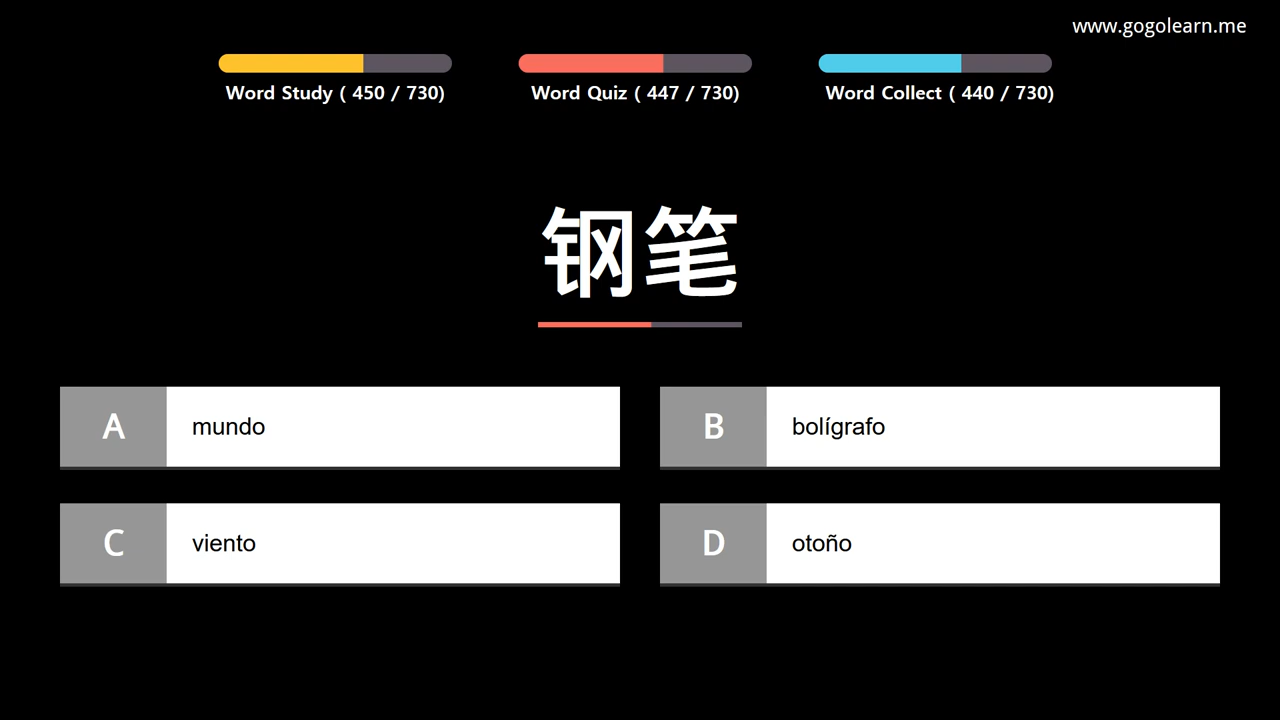 www.gogolearn.me
Word Study ( 450 / 730)
Word Quiz ( 447 / 730)
Word Collect ( 440 / 730)
钢笔
A mundo
B bolígrafo
C viento
D otoño